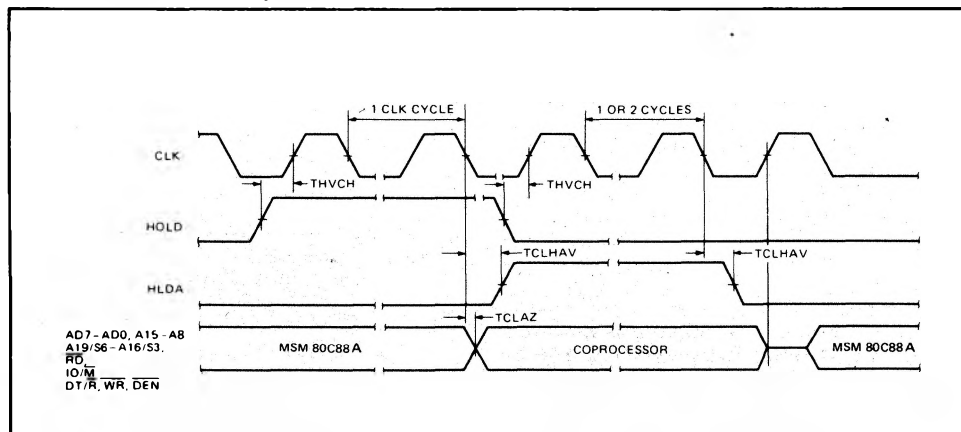 1 CLK CYCLE
1 OR 2 CYCLES
CLK
THVCH
THVCH
HOLD
TCLHAV
TCLHAV
HLDA
TCLAZ
AD7-AD0, A15-A8
A19/S6-A16/S3,
RD,
IO/M
DT/R, WR, DEN
MSM 80C88A
COPROCESSOR
MSM 80C88A